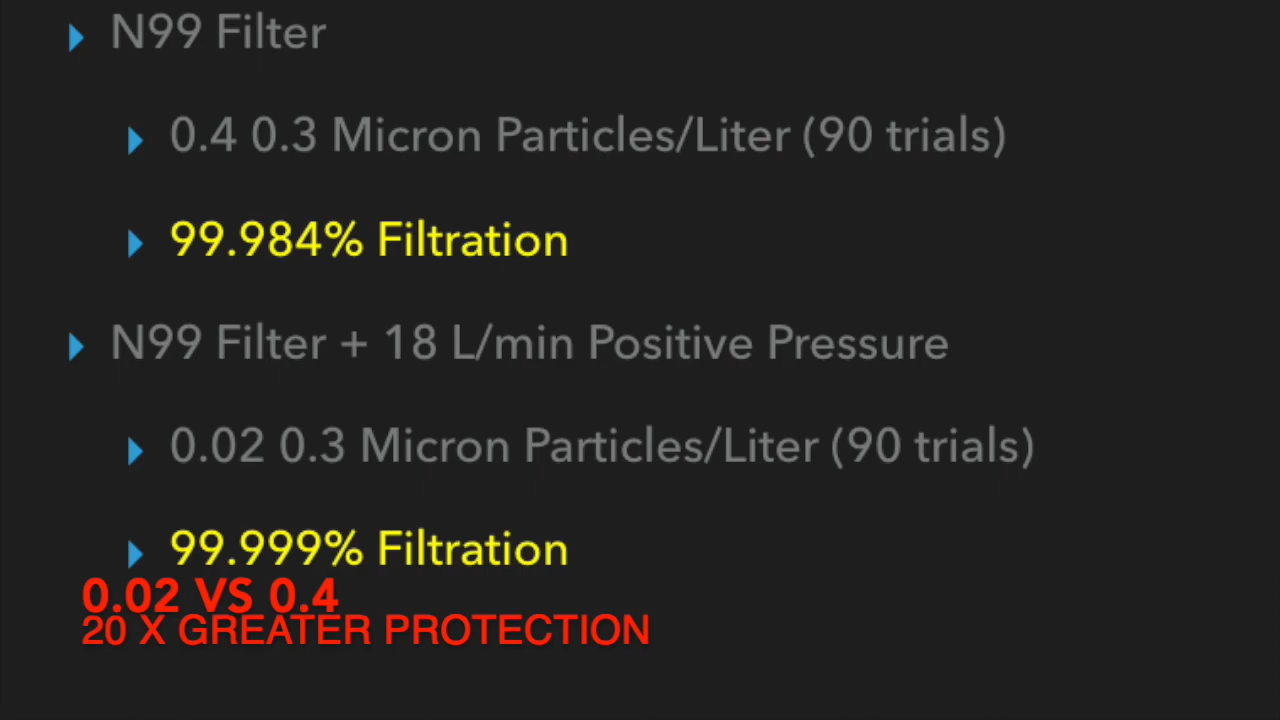 N99 Filter
0.4 0.3 Micron Particles/Liter (90 trials)
99.984% Filtration
N99 Filter + 18 L/min Positive Pressure
0.02 0.3 Micron Particles/Liter (90 trials)
99.999% Filtration
0.02 VS 0.4
20 X GREATER PROTECTION